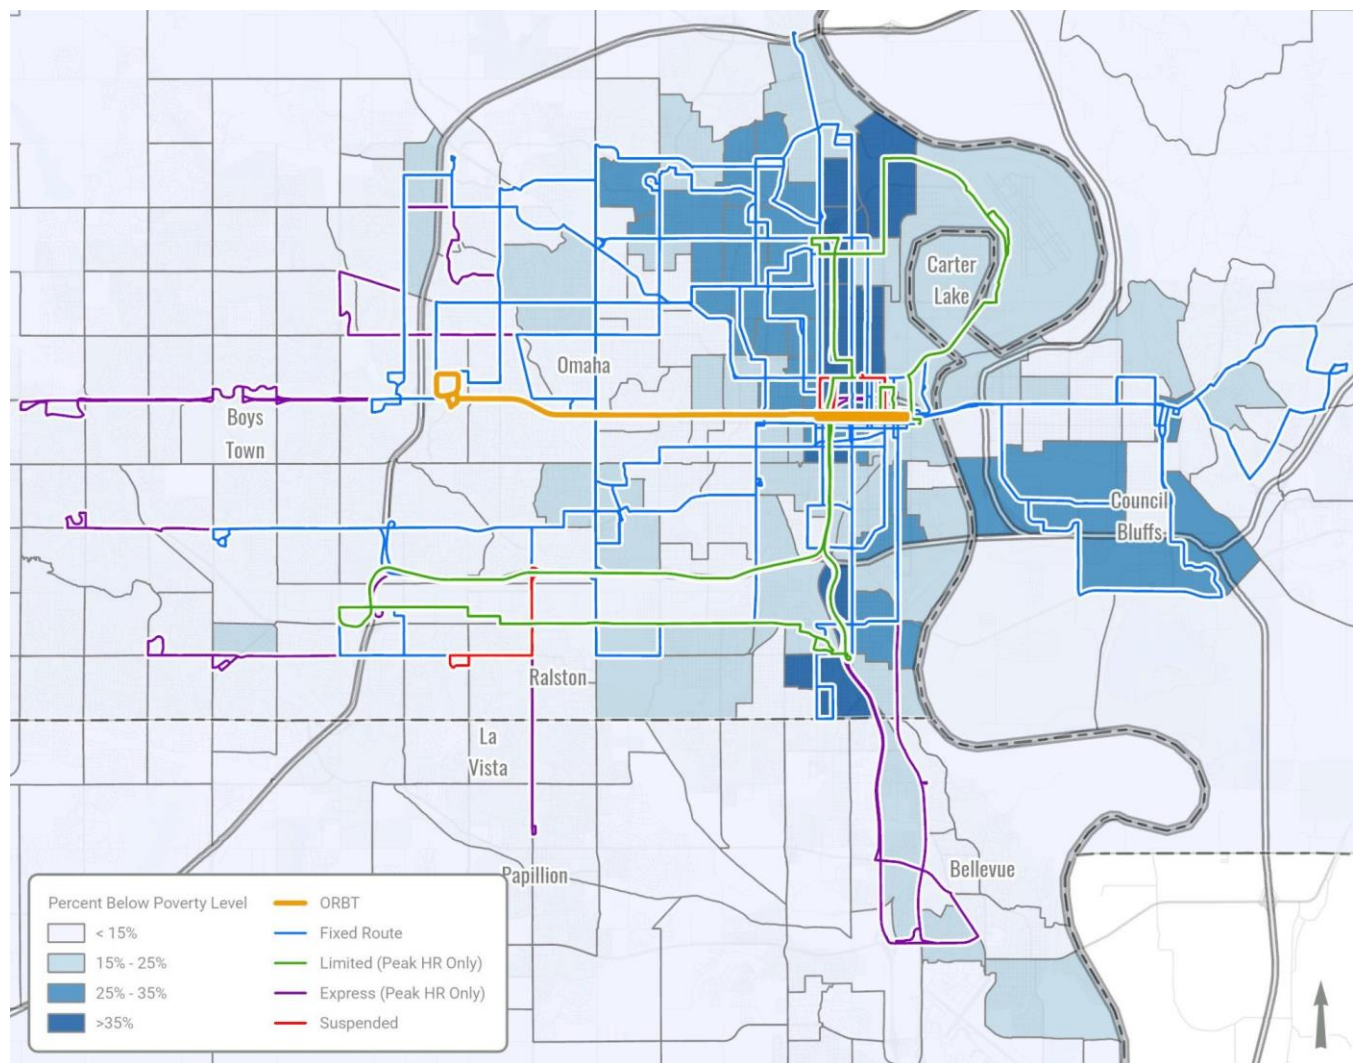 Carter
Lake
Omaha
Boys
Town
Council
Bluffs
Ralston
La
Vista
Papillion
Bellevue
Percent Below Poverty Level
< 15%
15% - 25%
25% - 35%
>35%
ORBT
Fixed Route
Limited (Peak HR Only)
Express (Peak HR Only)
Suspended